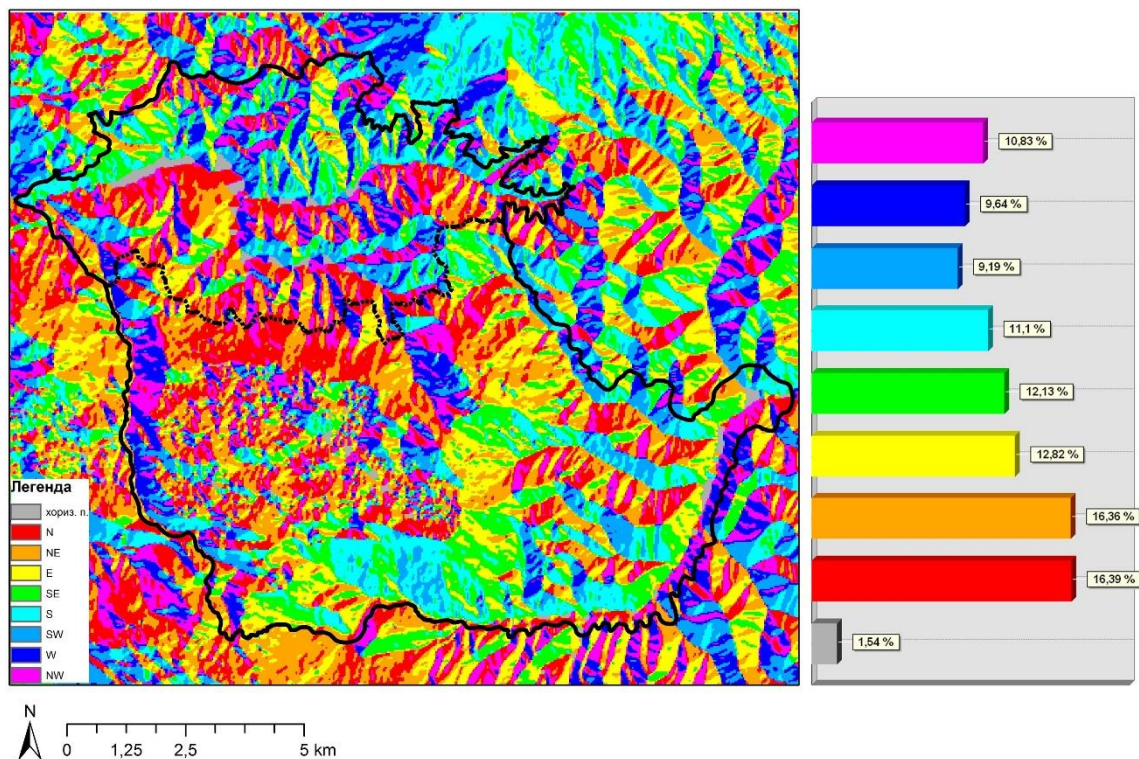 10,83 %
9,64 %
9,19 %
11,1 %
12,13 %
12,82 %
16,36 %
16,39 %
1,54 %
Легенда
хориз. п.
N
NE
E
SE
S
SW
W
NW
N
0 1,25 2,5 5 km